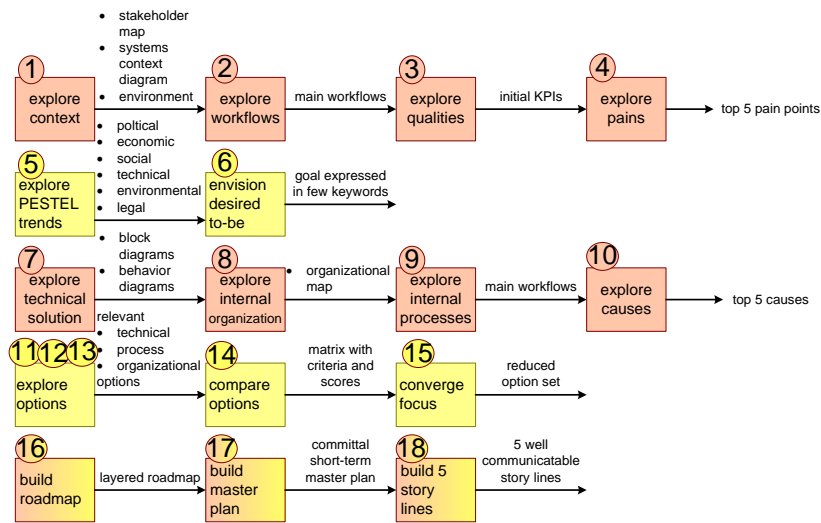 • stakeholder
map
• systems
context
diagram
• environment
1
explore
context
2
explore
workflows
main workflows
3
explore
qualities
initial KPIs
4
explore
pains
top 5 pain points
• poltical
• economic
• social
• technical
• environmental
• legal
5
explore
PESTEL
trends
6
envision
desired
to-be
goal expressed
in few keywords
• block
diagrams
• behavior
diagrams
7
explore
technical
solution
8
explore
internal
organization
• organizational
map
9
explore
internal
processes
main workflows
10
explore
causes
top 5 causes
relevant
• technical
• process
• organizational
options
11 12 13
explore
options
14
compare
options
matrix with
criteria and
scores
15
converge
focus
reduced
option set
16
build
roadmap
layered roadmap
17
build
master
plan
committal
short-term
master plan
18
build 5
story
lines
5 well
communicatable
story lines